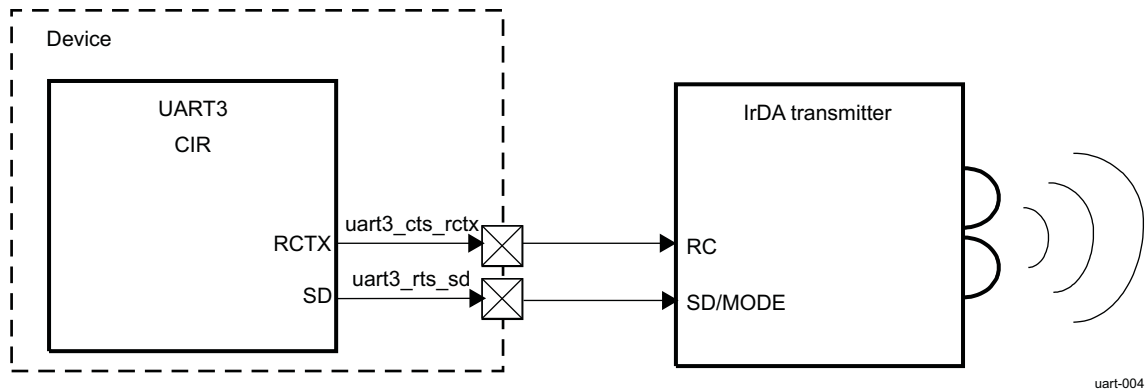 Device
UART3
CIR
IrDA transmitter
uart3_cts_rctx
RCTX
RC
uart3_rts_sd
SD
SD/MODE
uart-004